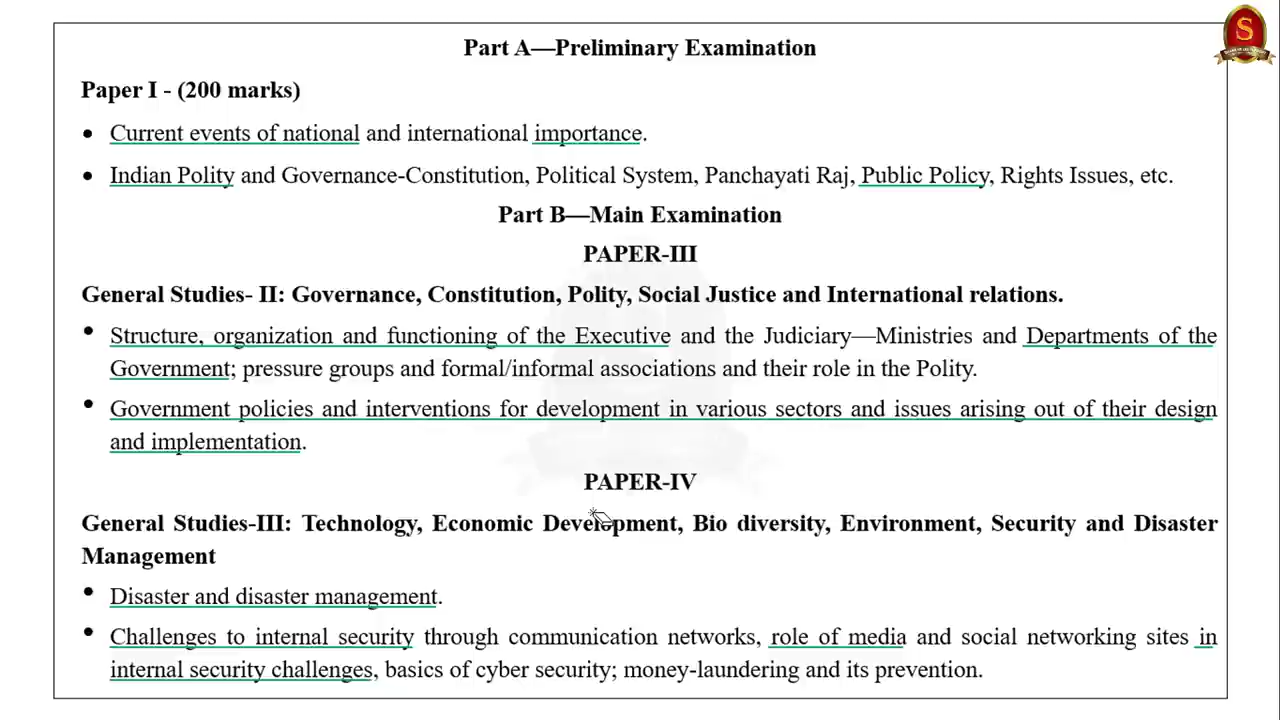 Part A—Preliminary Examination
Paper I - (200 marks)
• Current events of national and international importance.
• Indian Polity and Governance-Constitution, Political System, Panchayati Raj, Public Policy, Rights Issues, etc.
Part B—Main Examination
PAPER-III
General Studies- II: Governance, Constitution, Polity, Social Justice and International relations.
• Structure, organization and functioning of the Executive and the Judiciary—Ministries and Departments of the
Government; pressure groups and formal/informal associations and their role in the Polity.
• Government policies and interventions for development in various sectors and issues arising out of their design
and implementation.
PAPER-IV
General Studies-III: Technology, Economic Development, Bio diversity, Environment, Security and Disaster
Management
• Disaster and disaster management.
• Challenges to internal security through communication networks, role of media and social networking sites in
internal security challenges, basics of cyber security; money-laundering and its prevention.
S